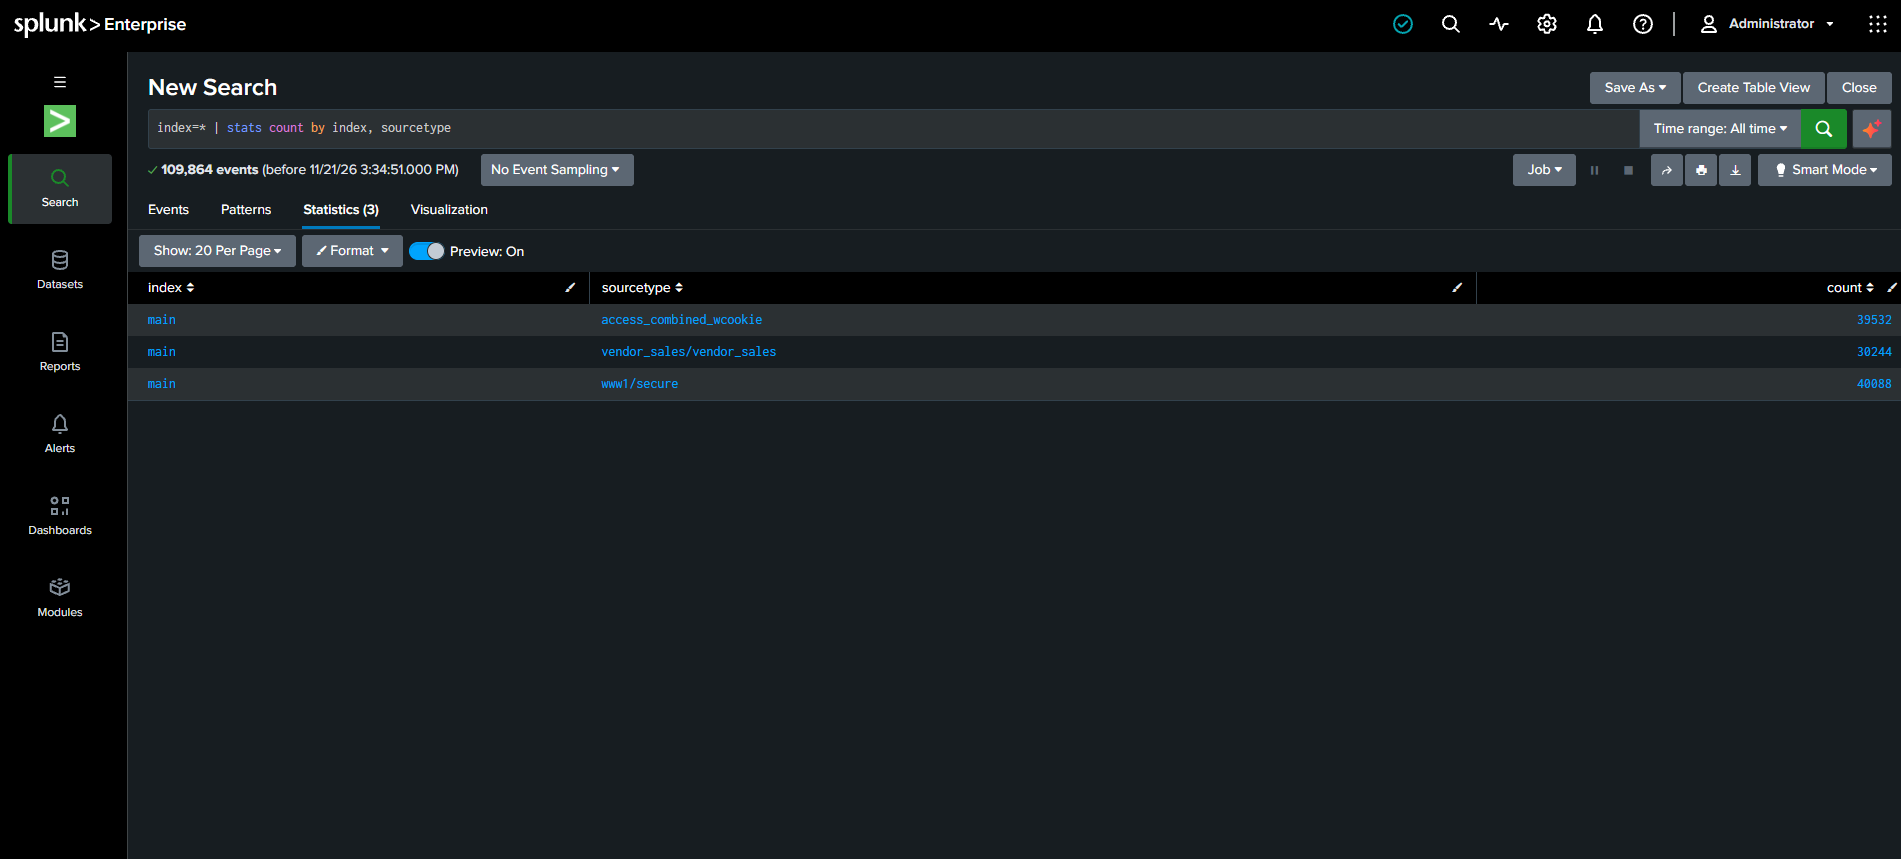 splunk> Enterprise
Administrator
New Search
Save As
Create Table View
Close
index=* | stats count by index, sourcetype
Time range: All time
109,864 events (before 11/21/26 3:34:51.000 PM)
No Event Sampling
Job
Smart Mode
Search
Datasets
Reports
Alerts
Dashboards
Modules
Events
Patterns
Statistics (3)
Visualization
Show: 20 Per Page
Format
Preview: On
index
sourcetype
count
main
access_combined_wcookie
39532
main
vendor_sales/vendor_sales
30244
main
www1/secure
40088